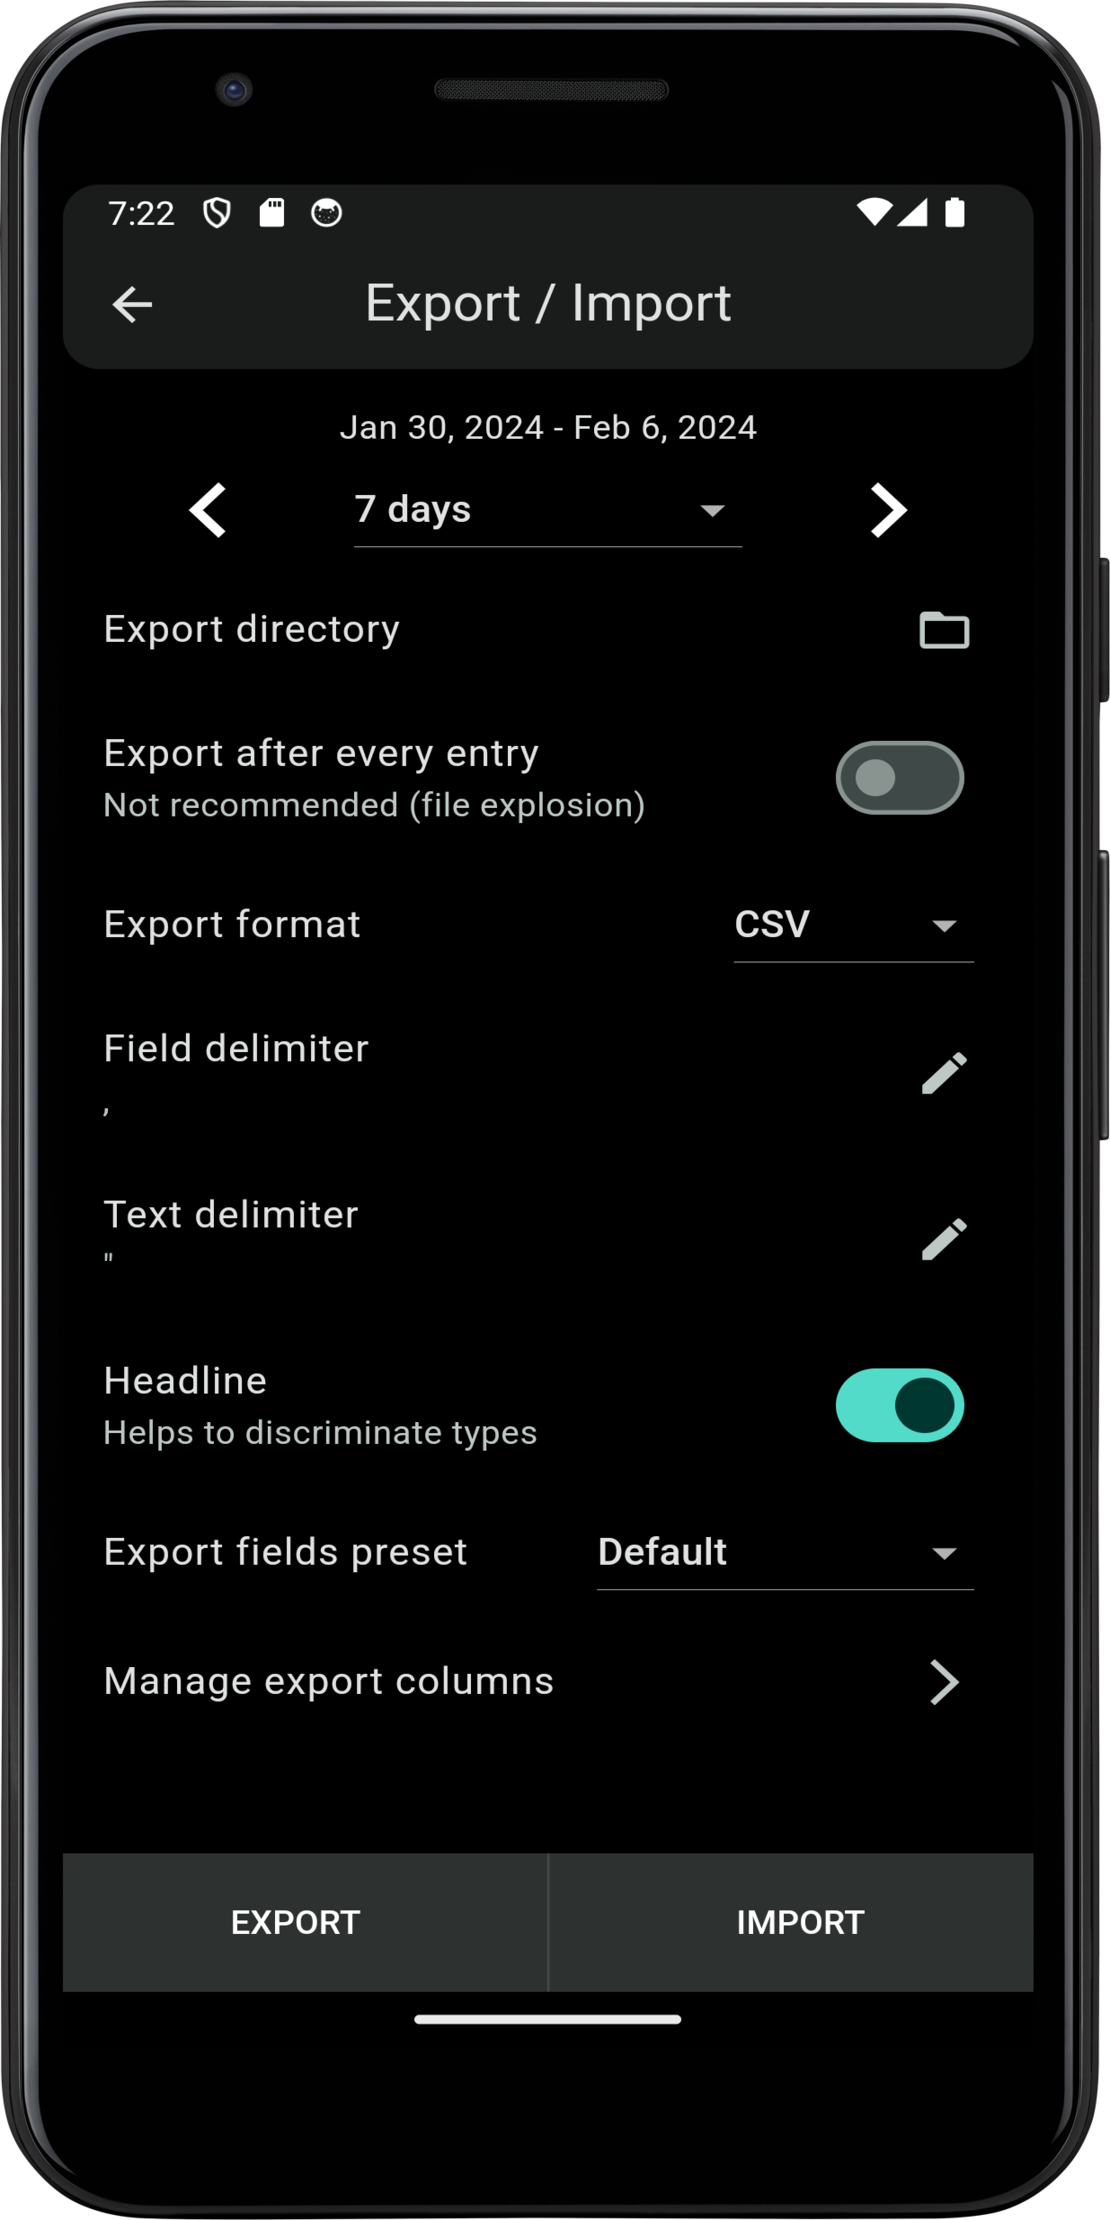 7:22
Export / Import
Jan 30, 2024 - Feb 6, 2024
7 days
Export directory
Export after every entry
Not recommended (file explosion)
Export format
CSV
Field delimiter
,
Text delimiter
"
Headline
Helps to discriminate types
Export fields preset
Default
Manage export columns
EXPORT
IMPORT